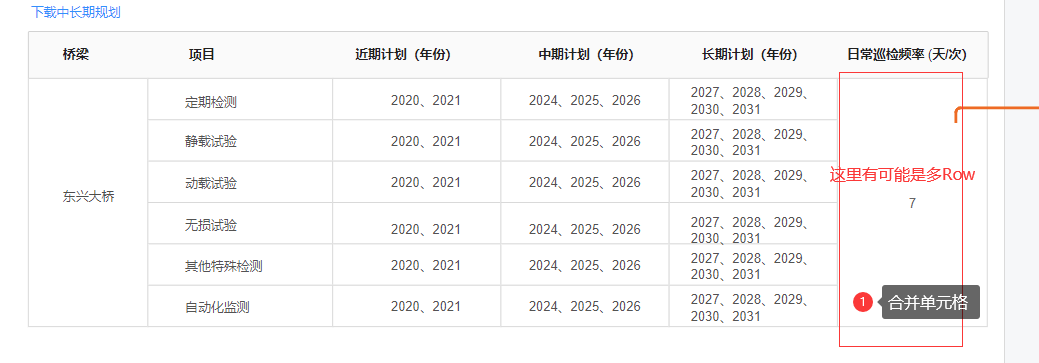 下载中长期规划
桥梁 项目 近期计划（年份） 中期计划（年份） 长期计划（年份） 日常巡检频率 (天/次)
定期检测 2020、2021 2024、2025、2026 2027、2028、2029、
2030、2031
静载试验 2020、2021 2024、2025、2026 2027、2028、2029、
2030、2031
这里有可能是多Row
动载试验 2020、2021 2024、2025、2026 2027、2028、2029、
2030、2031
东兴大桥
7
无损试验 2020、2021 2024、2025、2026 2027、2028、2029、
2030、2031
其他特殊检测 2020、2021 2024、2025、2026 2027、2028、2029、
2030、2031
自动化监测 2020、2021 2024、2025、2026 2027、2028、2029、
2030、2031
1 合并单元格